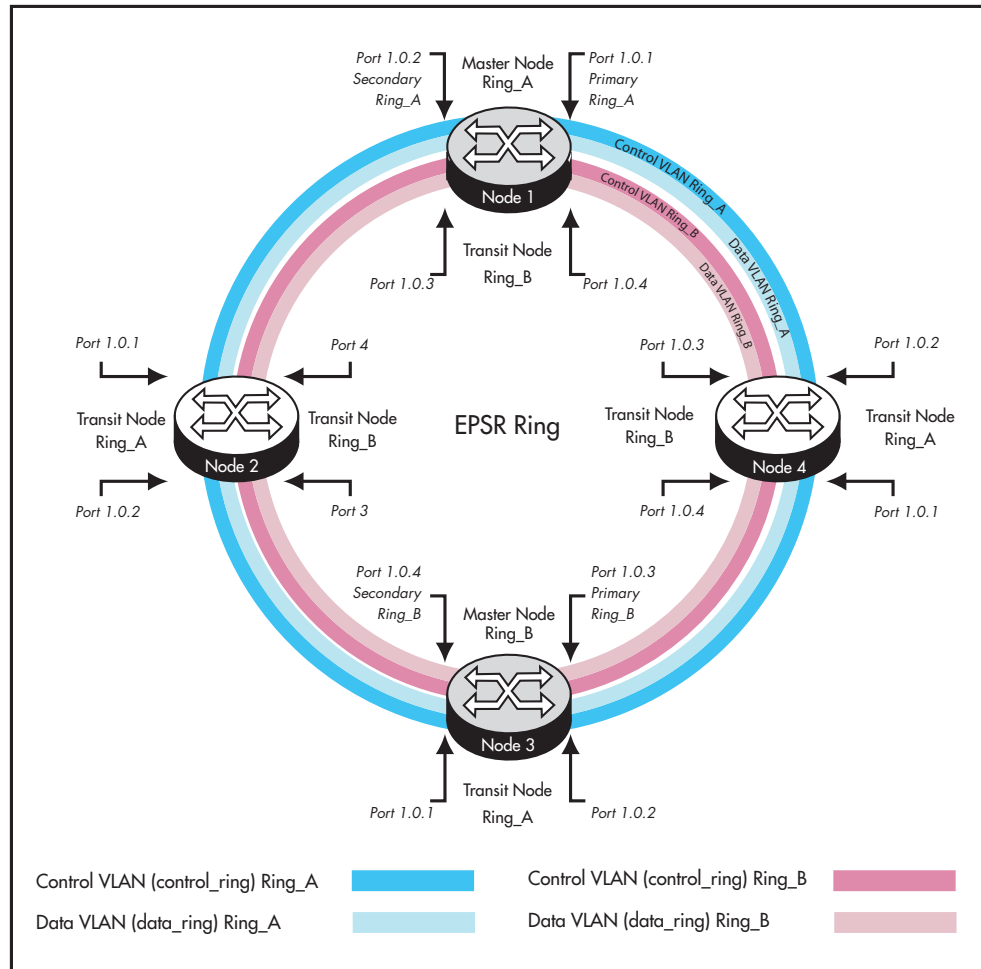 Port 1.0.2
Secondary
Ring_A
Master Node
Ring_A
Port 1.0.1
Primary
Ring_A
Control VLAN Ring_A
Node 1
Control VLAN Ring_B
Data VLAN Ring_A
Data VLAN Ring_B
Port 1.0.3
Transit Node
Ring_B
Port 1.0.4
Port 1.0.1
Port 4
Port 1.0.3
Port 1.0.2
Transit Node
Ring_A
Transit Node
Ring_B
EPSR Ring
Transit Node
Ring_B
Transit Node
Ring_A
Node 2
Node 4
Port 1.0.2
Port 3
Port 1.0.4
Port 1.0.1
Port 1.0.4
Secondary
Ring_B
Master Node
Ring_B
Port 1.0.3
Primary
Ring_B
Node 3
Port 1.0.1
Transit Node
Ring_A
Port 1.0.2
Control VLAN (control_ring) Ring_A
Control VLAN (control_ring) Ring_B
Data VLAN (data_ring) Ring_A
Data VLAN (data_ring) Ring_B